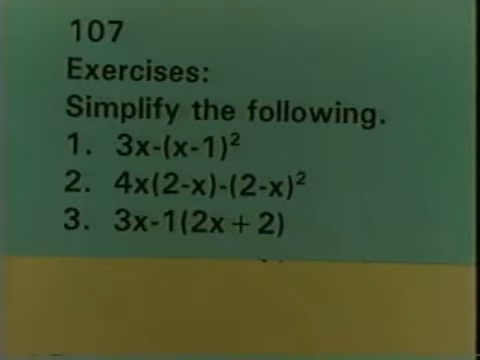 107
Exercises:
Simplify the following.
1. 3x-(x-1)²
2. 4x(2-x)-(2-x)²
3. 3x-1(2x+2)